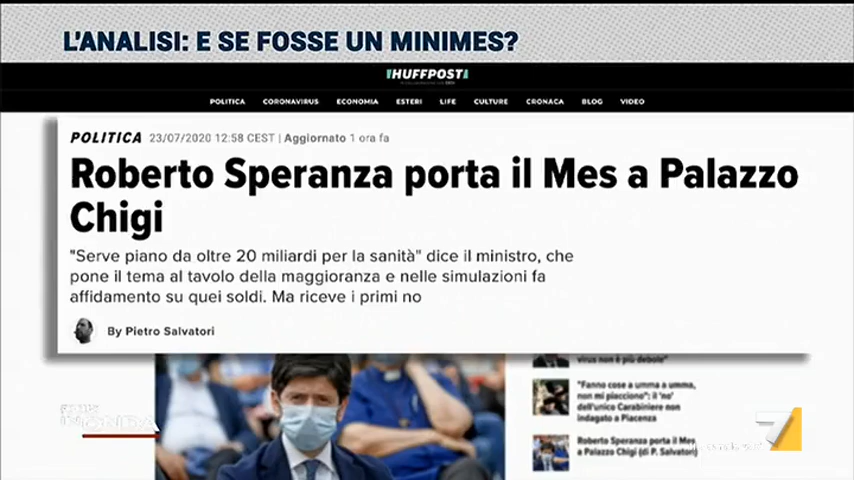 L'ANALISI: E SE FOSSE UN MINIMES?
HUFFPOST
POLITICA CORONAVIRUS ECONOMIA ESTERI LIFE CULTURE CRONACA BLOG VIDEO
POLITICA 23/07/2020 12:58 CEST | Aggiornato 1 ora fa
Roberto Speranza porta il Mes a Palazzo
Chigi
"Serve piano da oltre 20 miliardi per la sanità" dice il ministro, che
pone il tema al tavolo della maggioranza e nelle simulazioni fa
affidamento su quei soldi. Ma riceve i primi no
By Pietro Salvatori
virus non è più debole"
"Fanno cose a umma a umma,
non mi piacciono": il 'no'
dell'unico Carabiniere non
indagato a Piacenza
Roberto Speranza porta il Mes
a Palazzo Chigi (di P. Salvatori)
IN ONDA
7